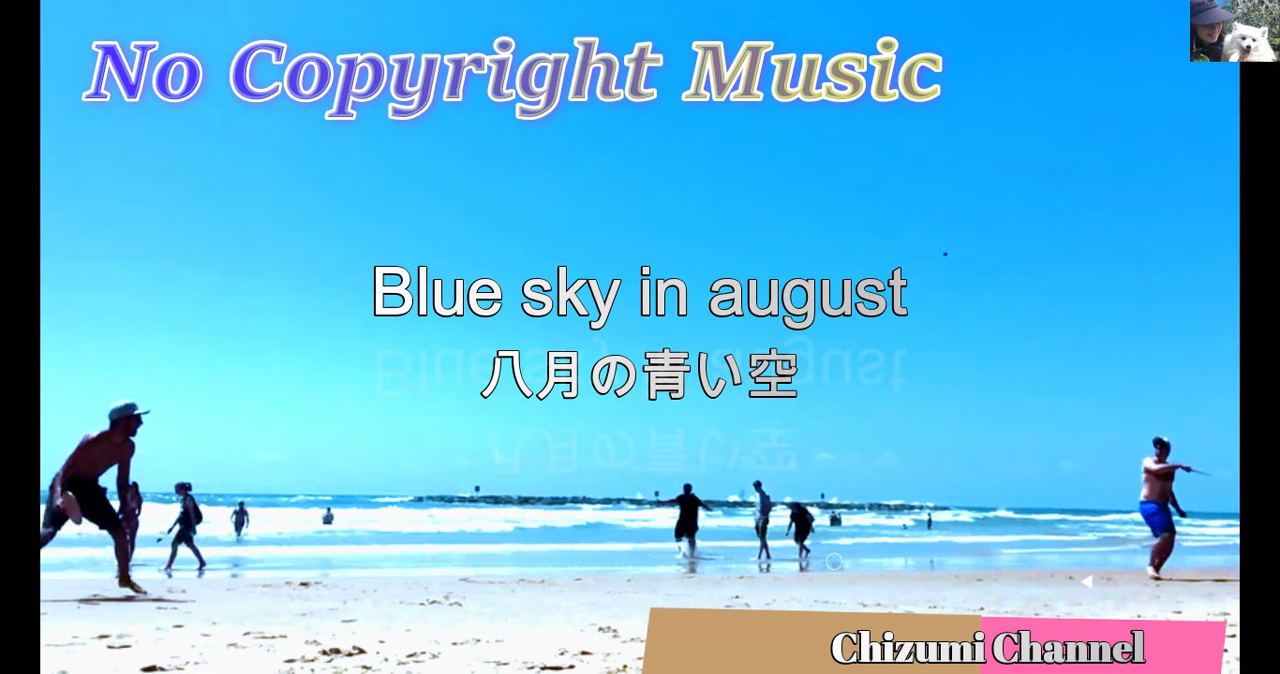 No Copyright Music
Blue sky in august
八月の青い空
Chizumi Channel